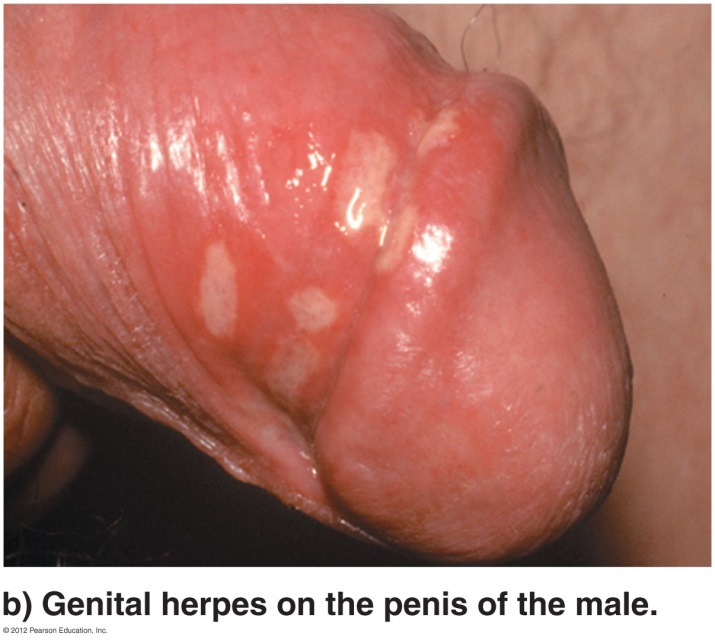 b) Genital herpes on the penis of the male.
© 2012 Pearson Education, Inc.